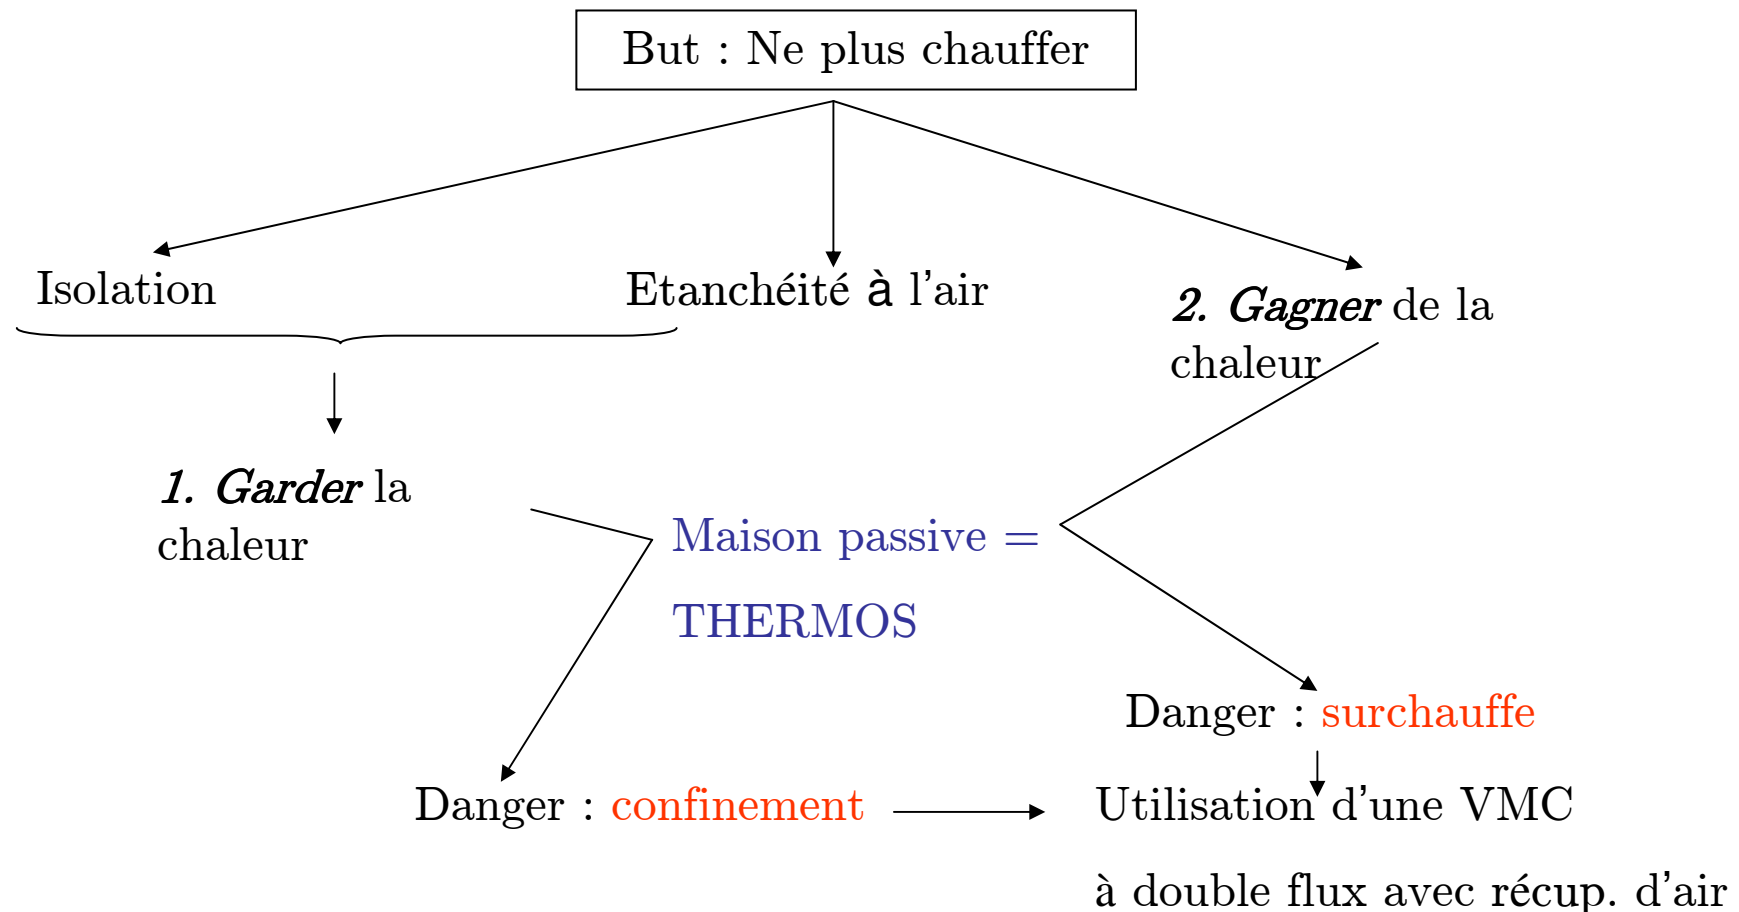 But : Ne plus chauffer
Isolation
Etanchéité à l’air
2. Gagner de la
chaleur
1. Garder la
chaleur
Maison passive =
THERMOS
Danger : surchauffe
Danger : confinement
Utilisation d’une VMC
à double flux avec récup. d’air